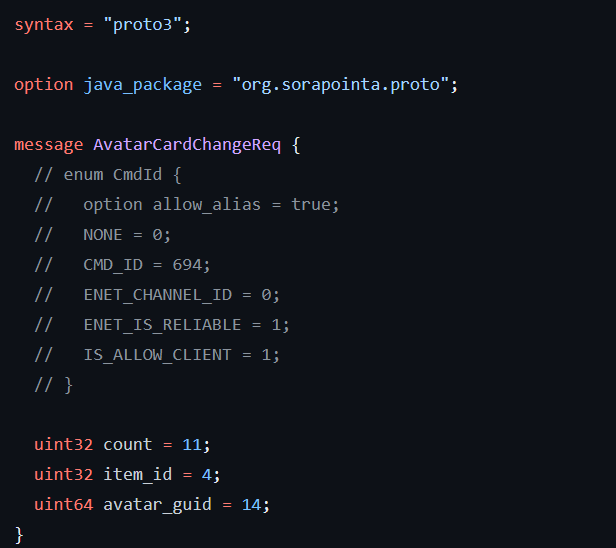 syntax = "proto3";
option java_package = "org.sorapointa.proto";
message AvatarCardChangeReq {
  // enum CmdId {
  //   option allow_alias = true;
  //   NONE = 0;
  //   CMD_ID = 694;
  //   ENET_CHANNEL_ID = 0;
  //   ENET_IS_RELIABLE = 1;
  //   IS_ALLOW_CLIENT = 1;
  // }
  uint32 count = 11;
  uint32 item_id = 4;
  uint64 avatar_guid = 14;
}